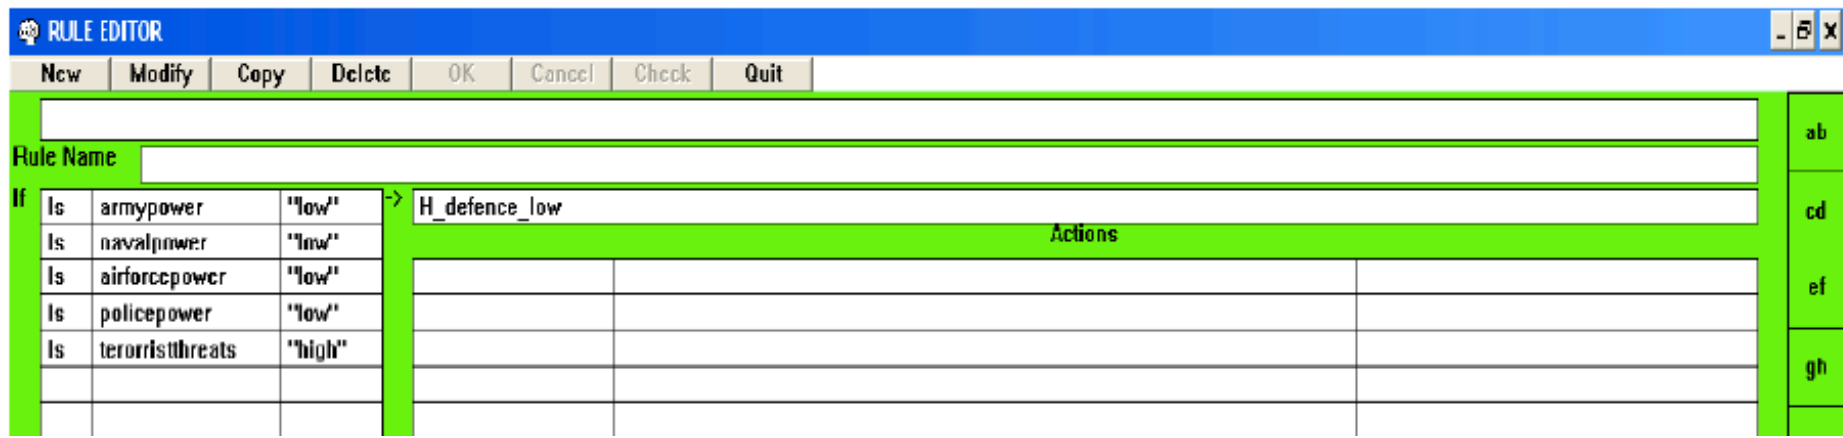 RULE EDITOR
New Modify Copy Delete OK Cancel Check Quit
ab
Rule Name
If Is armypower "low" -> H_defence_low
cd
Is navalpower "low" Actions
Is airforcepower "low"
ef
Is policepower "low"
Is terorristthreats "high"
gh